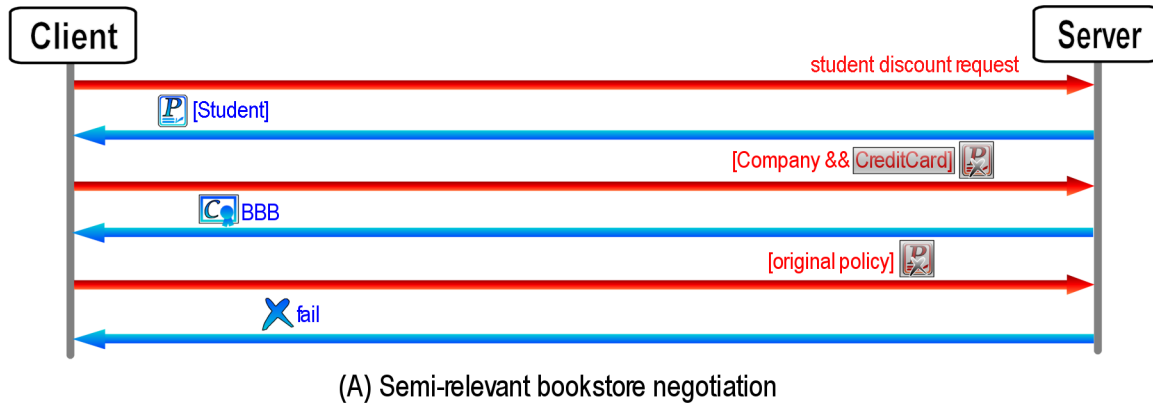 Client
Server
student discount request
P [Student]
[Company && CreditCard] P
C BBB
[original policy] P
fail
(A) Semi-relevant bookstore negotiation